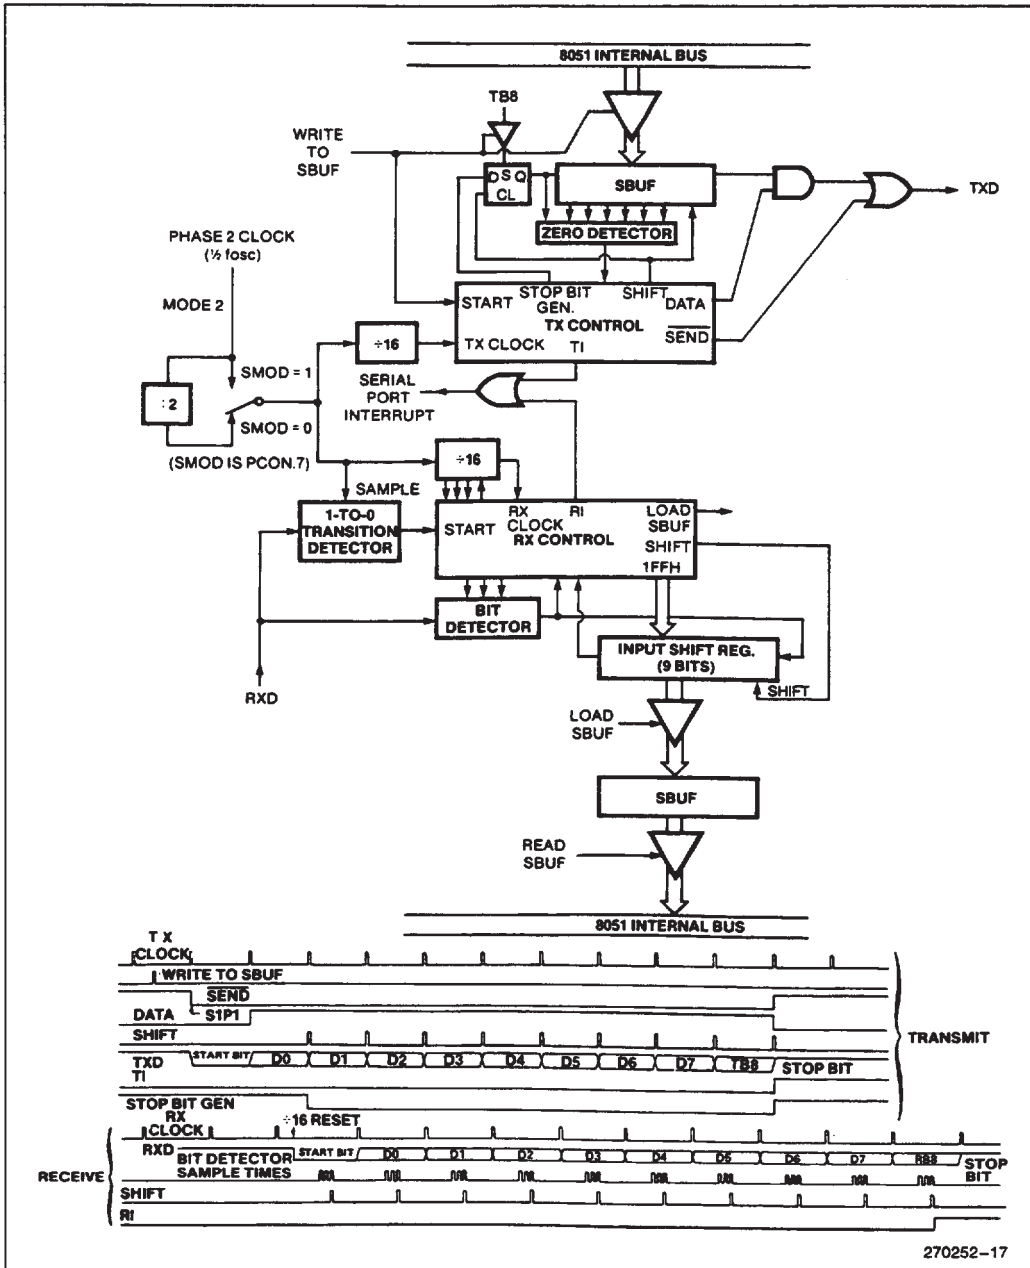 8051 INTERNAL BUS
TB8
WRITE
TO
SBUF
D S Q
CL
SBUF
TXD
ZERO DETECTOR
PHASE 2 CLOCK
(½ fosc)
MODE 2
START
STOP BIT
GEN.
SHIFT
DATA
TX CONTROL
SEND
÷16
TX CLOCK
TI
SMOD = 1
SERIAL
PORT
INTERRUPT
÷2
SMOD = 0
(SMOD IS PCON.7)
÷16
SAMPLE
1-TO-0
TRANSITION
DETECTOR
START
RX
CLOCK
RI
LOAD
SBUF
RX CONTROL
SHIFT
1FFH
BIT
DETECTOR
INPUT SHIFT REG.
(9 BITS)
RXD
SHIFT
LOAD
SBUF
SBUF
READ
SBUF
8051 INTERNAL BUS
TX
CLOCK
WRITE TO SBUF
SEND
DATA
S1P1
SHIFT
TRANSMIT
TXD
START BIT
D0
D1
D2
D3
D4
D5
D6
D7
TB8
STOP BIT
TI
STOP BIT GEN
RX
CLOCK
÷16 RESET
RXD
START BIT
D0
D1
D2
D3
D4
D5
D6
D7
RB8
STOP
BIT
BIT DETECTOR
SAMPLE TIMES
RECEIVE
SHIFT
RI
270252–17